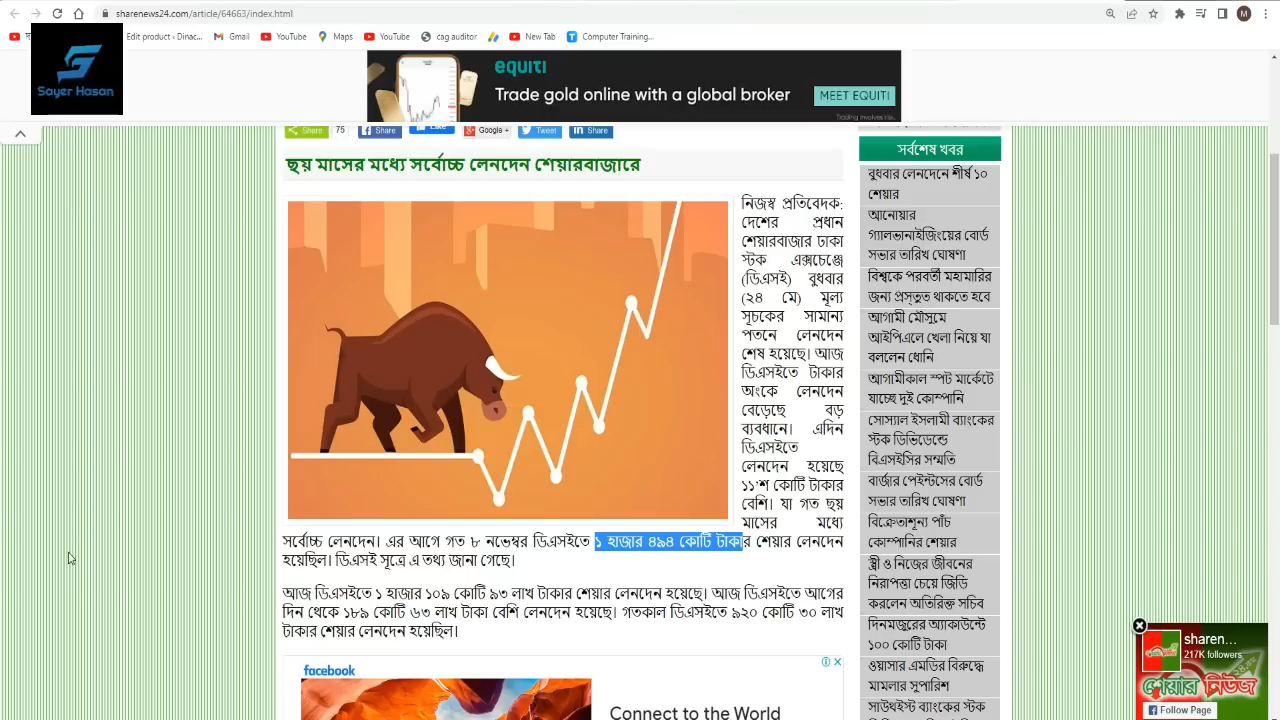 sharenews24.com/article/64663/index.html
M
Edit product ‹ Dinac...
Gmail
YouTube
Maps
YouTube
cag auditor
New Tab
Computer Training...
Sayer Hasan
equiti
Trade gold online with a global broker
MEET EQUITI
Share
75
Share
Like
Google +
Tweet
Share
ছয় মাসের মধ্যে সর্বোচ্চ লেনদেন শেয়ারবাজারে
নিজস্ব প্রতিবেদক:
দেশের প্রধান
শেয়ারবাজার ঢাকা
স্টক এক্সচেঞ্জে
(ডিএসই) বুধবার
(২৪ মে) মূল্য
সূচকের সামান্য
পতনে লেনদেন
শেষ হয়েছে। আজ
ডিএসইতে টাকার
অংকে লেনদেন
বেড়েছে বড়
ব্যবধানে। এদিন
ডিএসইতে
লেনদেন হয়েছে
১১'শ কোটি টাকার
বেশি। যা গত ছয়
মাসের মধ্যে
সর্বোচ্চ লেনদেন। এর আগে গত ৮ নভেম্বর ডিএসইতে ১ হাজার ৪৯৪ কোটি টাকার শেয়ার লেনদেন
হয়েছিল। ডিএসই সূত্রে এ তথ্য জানা গেছে।
আজ ডিএসইতে ১ হাজার ১০৯ কোটি ৯৩ লাখ টাকার শেয়ার লেনদেন হয়েছে। আজ ডিএসইতে আগের
দিন থেকে ১৮৯ কোটি ৬৩ লাখ টাকা বেশি লেনদেন হয়েছে। গতকাল ডিএসইতে ৯২০ কোটি ৩০ লাখ
টাকার শেয়ার লেনদেন হয়েছিল।
facebook
Connect to the World
সর্বশেষ খবর
বুধবার লেনদেনে শীর্ষ ১০
শেয়ার
আনোয়ার
গ্যালভানাইজিংয়ের বোর্ড
সভার তারিখ ঘোষণা
বিশ্বকে পরবর্তী মহামারির
জন্য প্রস্তুত থাকতে হবে
আগামী মৌসুমে
আইপিএলে খেলা নিয়ে যা
বললেন ধোনি
আগামীকাল স্পট মার্কেটে
যাচ্ছে দুই কোম্পানি
সোস্যাল ইসলামী ব্যাংকের
স্টক ডিভিডেন্ডে
বিএসইসির সম্মতি
বার্জার পেইন্টসের বোর্ড
সভার তারিখ ঘোষণা
বিক্রেতাশূন্য পাঁচ
কোম্পানির শেয়ার
স্ত্রী ও নিজের জীবনের
নিরাপত্তা চেয়ে জিডি
করলেন অতিরিক্ত সচিব
দিনমজুরের অ্যাকাউন্টে
১০০ কোটি টাকা
ওয়াসার এমডির বিরুদ্ধে
মামলার সুপারিশ
সাউথইস্ট ব্যাংকের স্টক
sharen...
217K followers
শেয়ার নিউজ
Follow Page